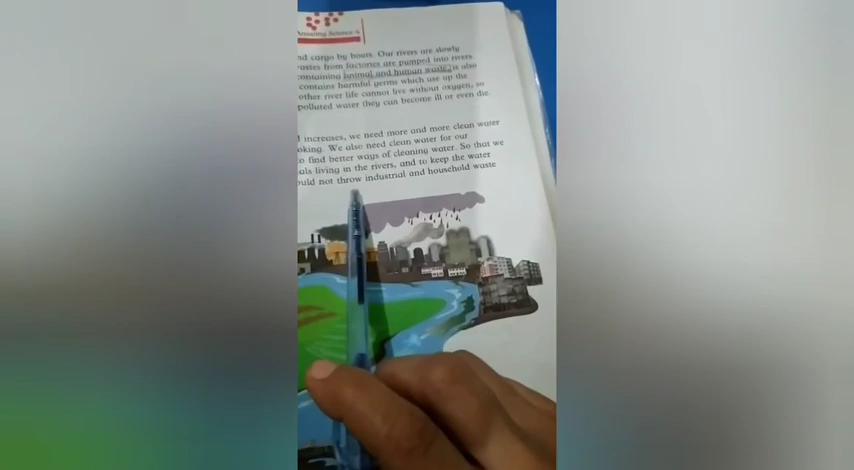 Amazing Science 4
nd cargo by boats. Our rivers are slowly
astes from factories are pumped into rivers.
containing animal and human waste, is also
contains harmful germs which use up the
other river life cannot live without oxygen, so
polluted water they can become ill or even die.
increases, we need more and more clean water
oking. We also need clean water for our
to find better ways of cleaning water. So that we
als living in the rivers, and to keep the water
ould not throw industrial and household waste